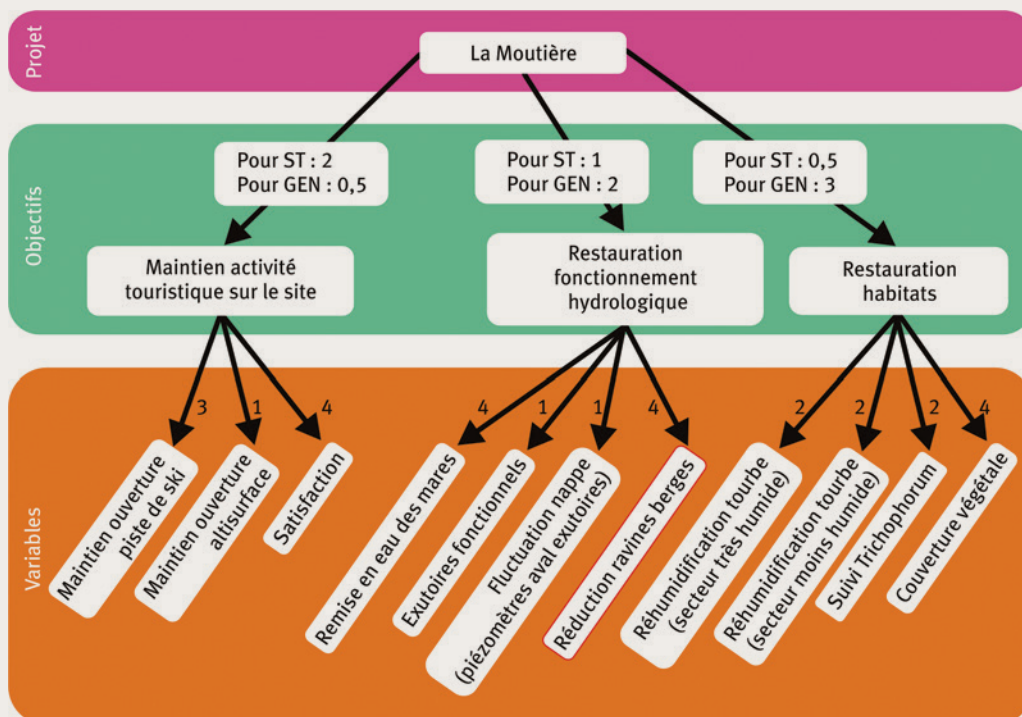 Projet
La Moutière
Objectifs
Pour ST : 2
Pour GEN : 0,5
Pour ST : 1
Pour GEN : 2
Pour ST : 0,5
Pour GEN : 3
Maintien activité
touristique sur le site
Restauration
fonctionnement
hydrologique
Restauration
habitats
Variables
3
1
4
4
1
1
4
2
2
2
4
Maintien ouverture
piste de ski
Maintien ouverture
altisurface
Satisfaction
Remise en eau des mares
Exutoires fonctionnels
Fluctuation nappe
(piézomètres aval exutoires)
Réduction ravines berges
Réhumidification tourbe
(secteur très humide)
Réhumidification tourbe
(secteur moins humide)
Suivi Trichophorum
Couverture végétale